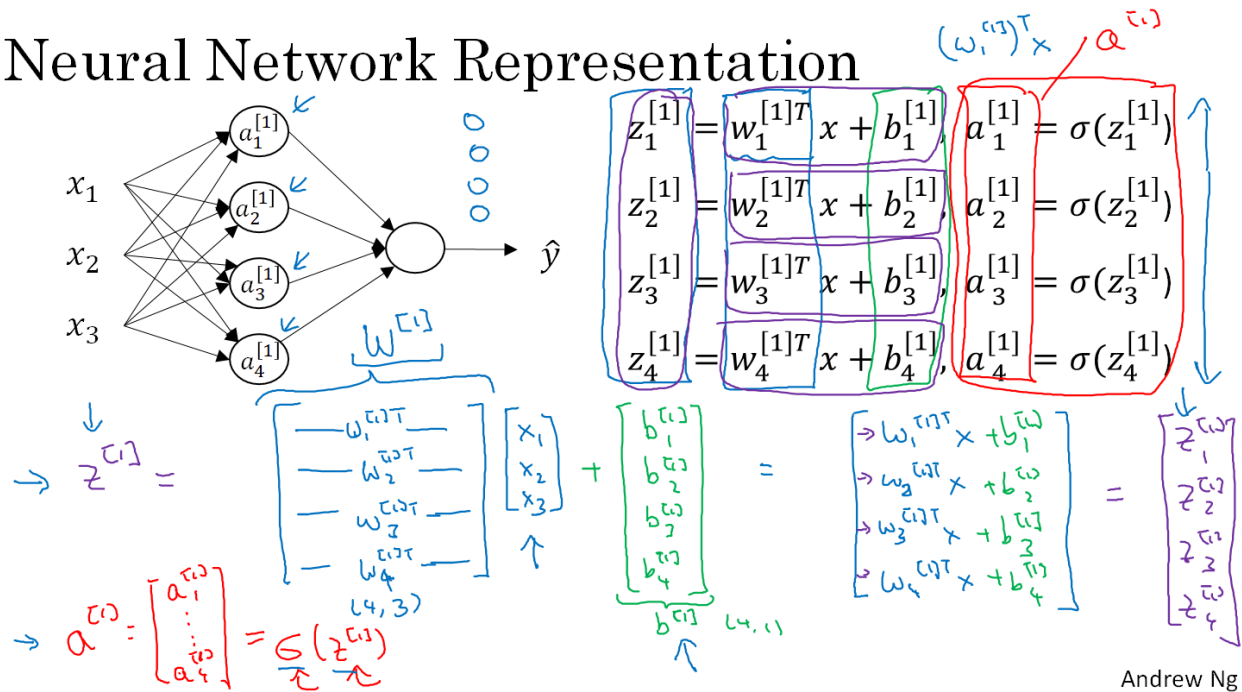 Neural Network Representation
(w₁^[1])ᵀ x   a^[1]
x₁
x₂
x₃
a₁^[1]
a₂^[1]
a₃^[1]
a₄^[1]
ŷ
z₁^[1] = w₁^[1]T x + b₁^[1], a₁^[1] = σ(z₁^[1])
z₂^[1] = w₂^[1]T x + b₂^[1], a₂^[1] = σ(z₂^[1])
z₃^[1] = w₃^[1]T x + b₃^[1], a₃^[1] = σ(z₃^[1])
z₄^[1] = w₄^[1]T x + b₄^[1], a₄^[1] = σ(z₄^[1])
W^[1]
z^[1] =
w₁^[1]T
w₂^[1]T
w₃^[1]T
w₄^[1]T
(4,3)
x₁
x₂
x₃
+
b₁^[1]
b₂^[1]
b₃^[1]
b₄^[1]
b^[1] (4,1)
=
→ w₁^[1]T x + b₁^[1]
→ w₂^[1]T x + b₂^[1]
→ w₃^[1]T x + b₃^[1]
→ w₄^[1]T x + b₄^[1]
=
z₁^[1]
z₂^[1]
z₃^[1]
z₄^[1]
→ a^[1] = [a₁^[1] ⋮ a₄^[1]] = σ(z^[1])
Andrew Ng